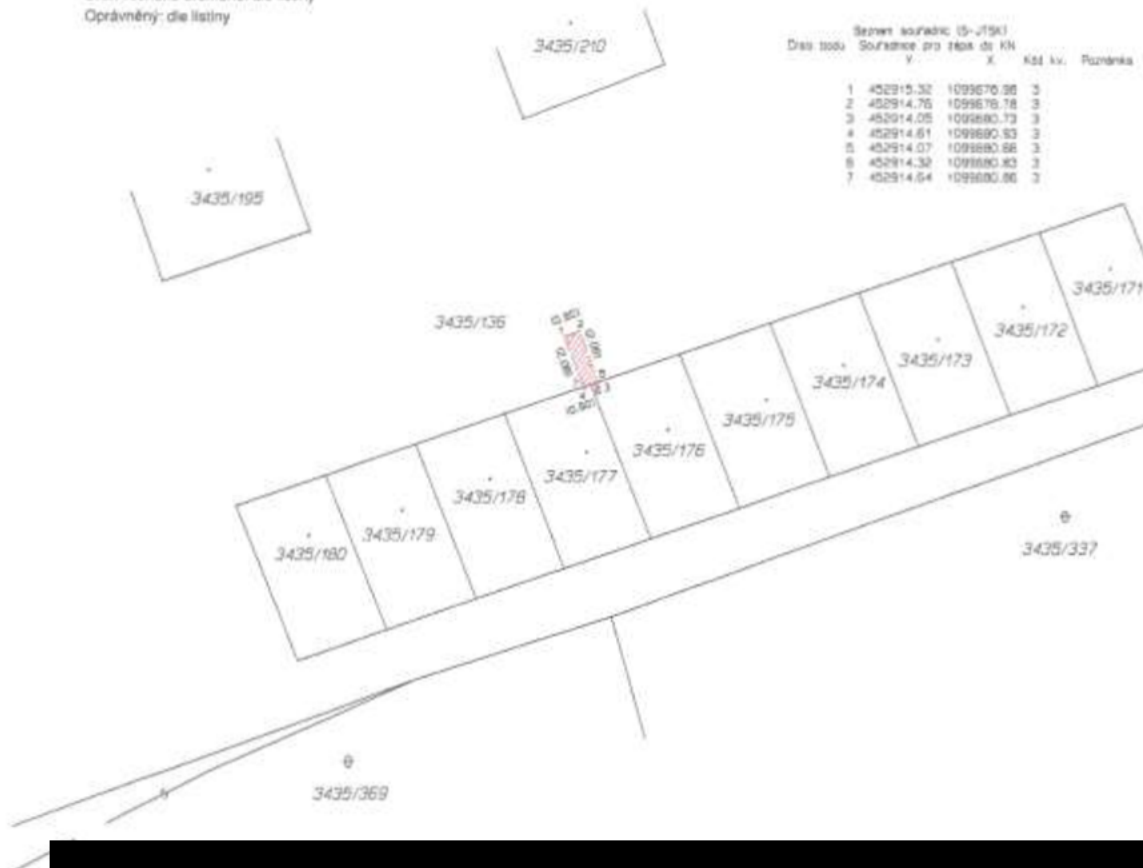 Oprávněný: dle listiny
Seznam souřadnic (S-JTSK)
Číslo bodu Souřadnice pro zápis do KN
Y X Kód kv. Poznámka
1 452915.32 1099678.98 3
2 452914.76 1099678.78 3
3 452914.05 1099680.73 3
4 452914.61 1099680.93 3
5 452914.07 1099680.68 3
6 452914.32 1099680.83 3
7 452914.64 1099680.86 3
3435/210
3435/195
3435/136
3435/171
3435/172
3435/173
3435/174
3435/175
3435/176
3435/177
3435/178
3435/179
3435/180
3435/337
3435/369